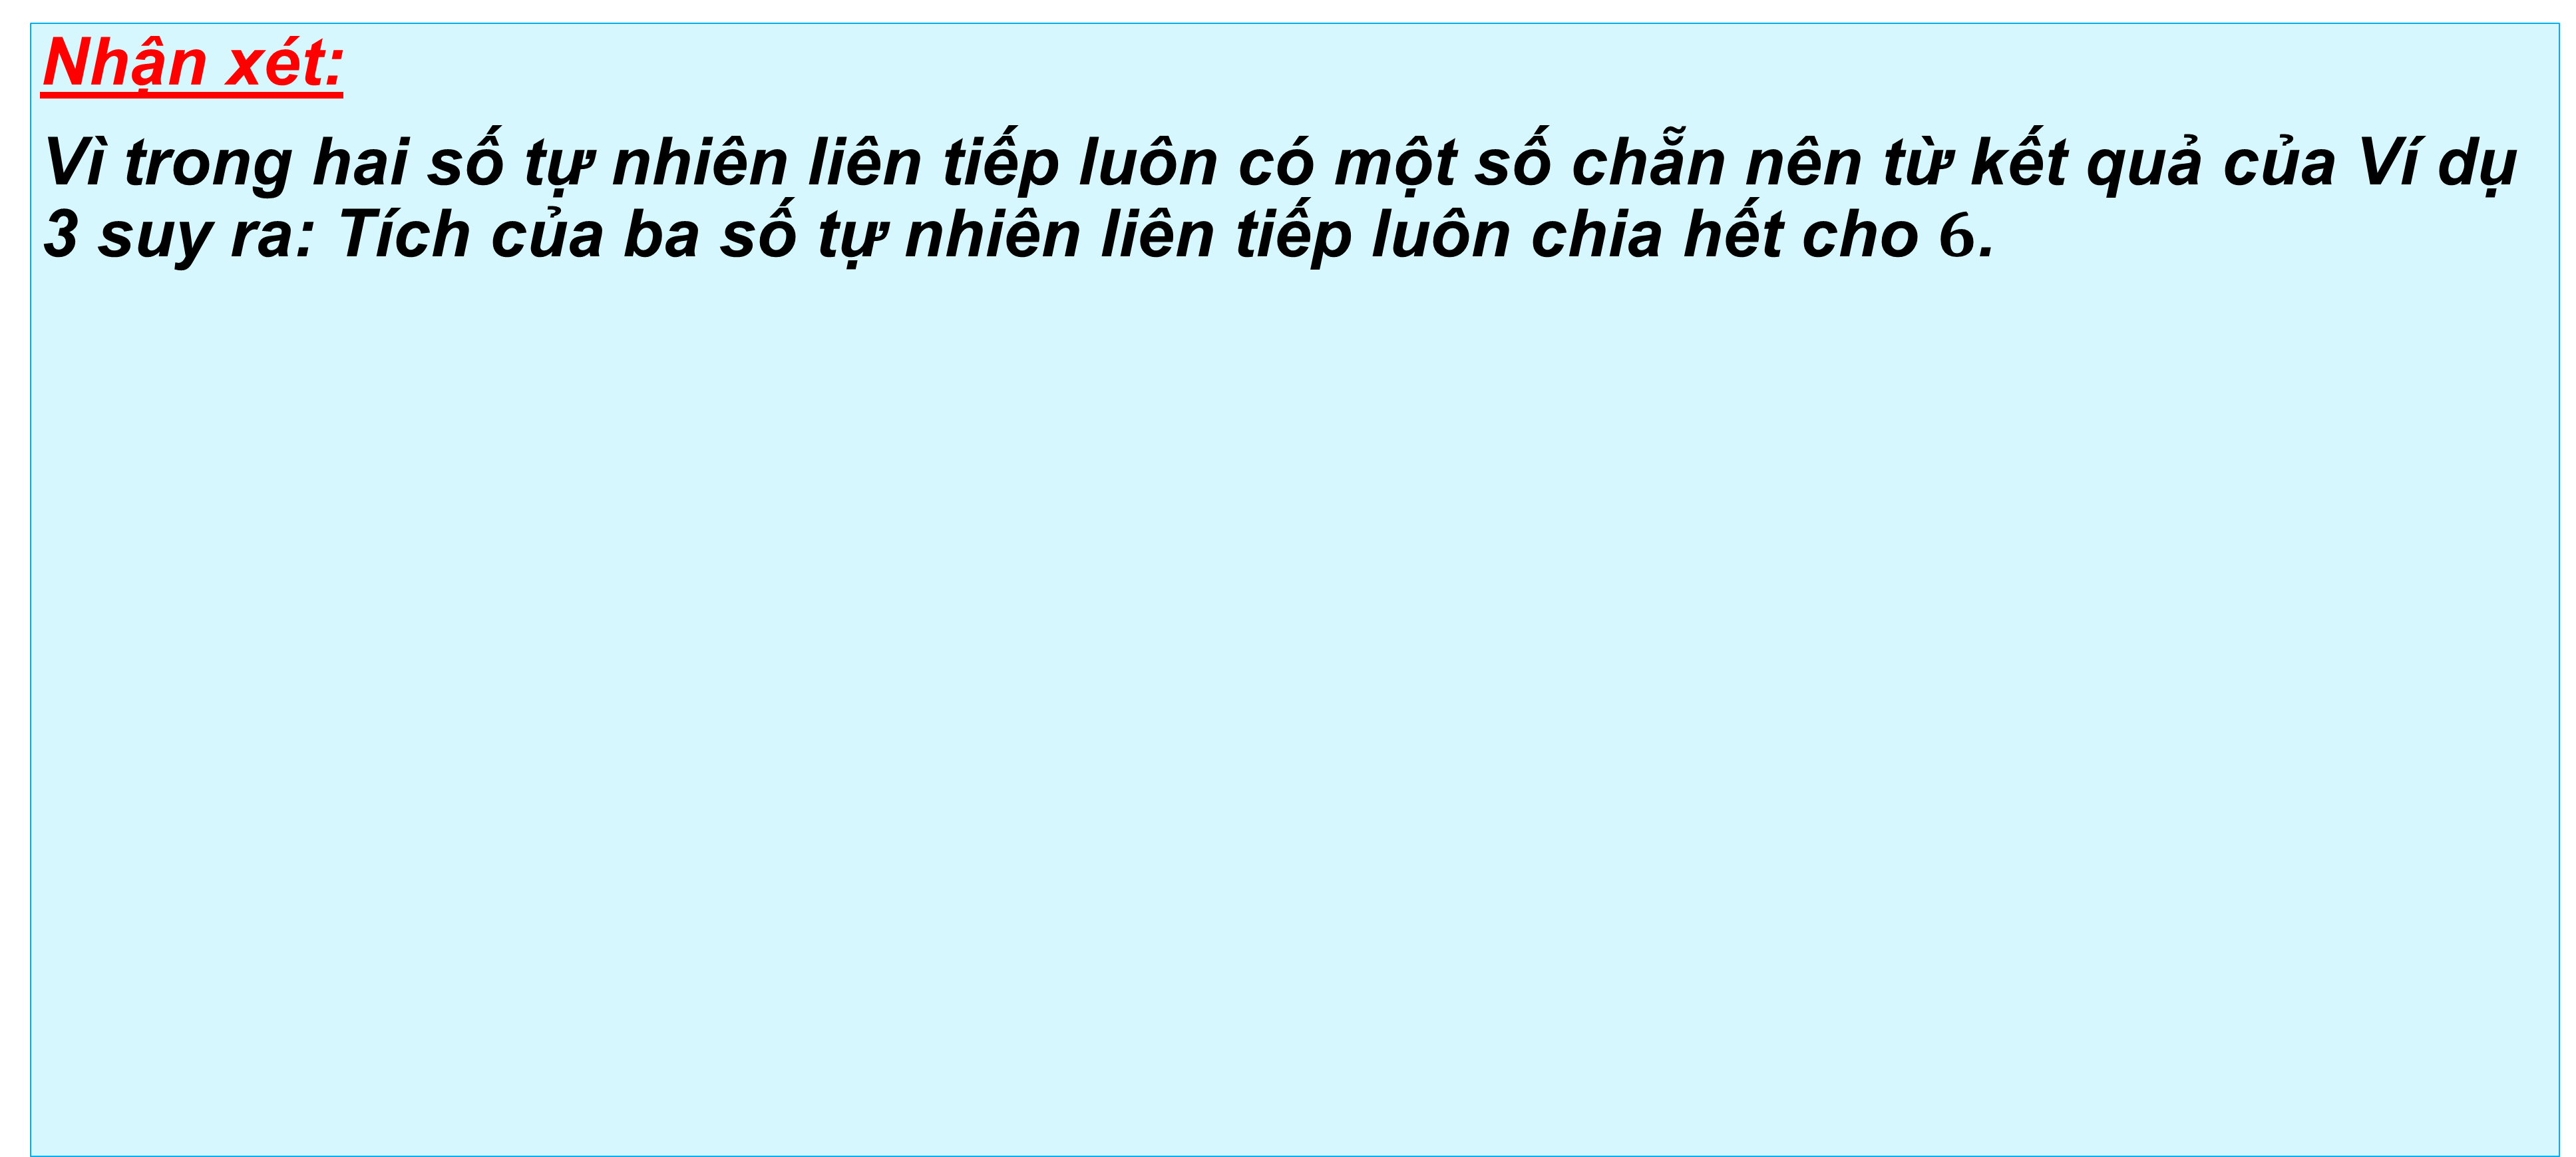 Nhận xét:
Vì trong hai số tự nhiên liên tiếp luôn có một số chẵn nên từ kết quả của Ví dụ
3 suy ra: Tích của ba số tự nhiên liên tiếp luôn chia hết cho 6.